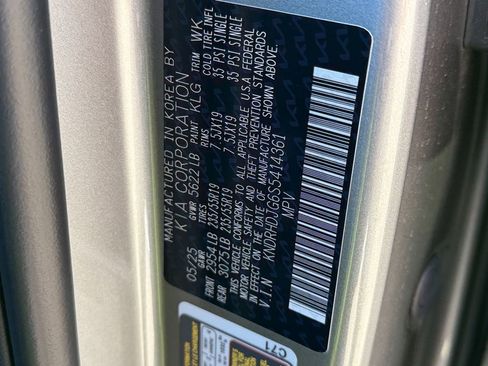 MANUFACTURED IN KOREA BY
KIA CORPORATION
05/25 GVWR 5622LB PAINT KLG TRIM WK
GAWR TIRES RIMS COLD TIRE INFL
FRONT 2954LB 235/55R19 7.5JX19 35 PSI SINGLE
REAR 3075LB 235/55R19 7.5JX19 35 PSI SINGLE
THIS VEHICLE CONFORMS TO ALL APPLICABLE U.S.A FEDERAL
MOTOR VEHICLE SAFETY AND THEFT PREVENTION STANDARDS
IN EFFECT ON THE DATE OF MANUFACTURE SHOWN ABOVE.
V.I.N KNDRHDJG6S5414361
MPV
C71